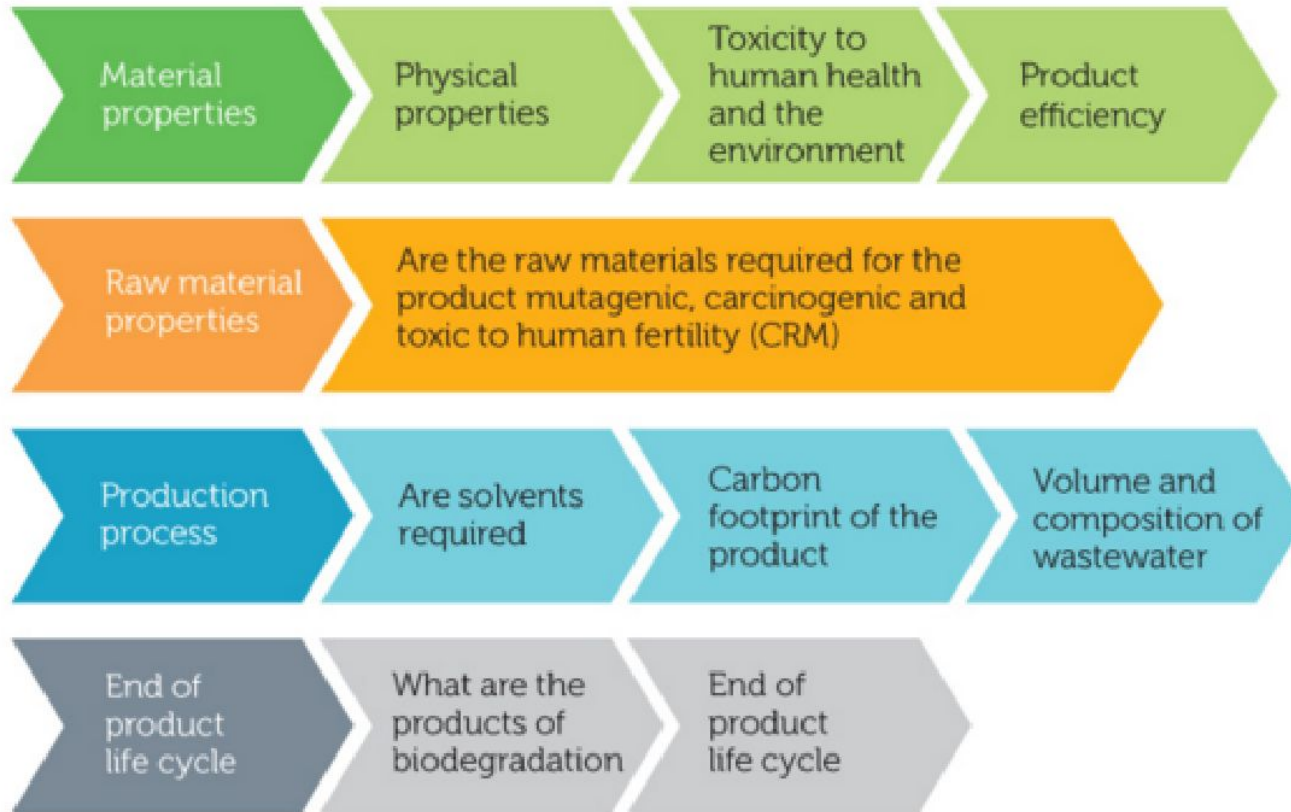 Material
properties
Physical
properties
Toxicity to
human health
and the
environment
Product
efficiency
Raw material
properties
Are the raw materials required for the
product mutagenic, carcinogenic and
toxic to human fertility (CRM)
Production
process
Are solvents
required
Carbon
footprint of the
product
Volume and
composition of
wastewater
End of
product
life cycle
What are the
products of
biodegradation
End of
product
life cycle